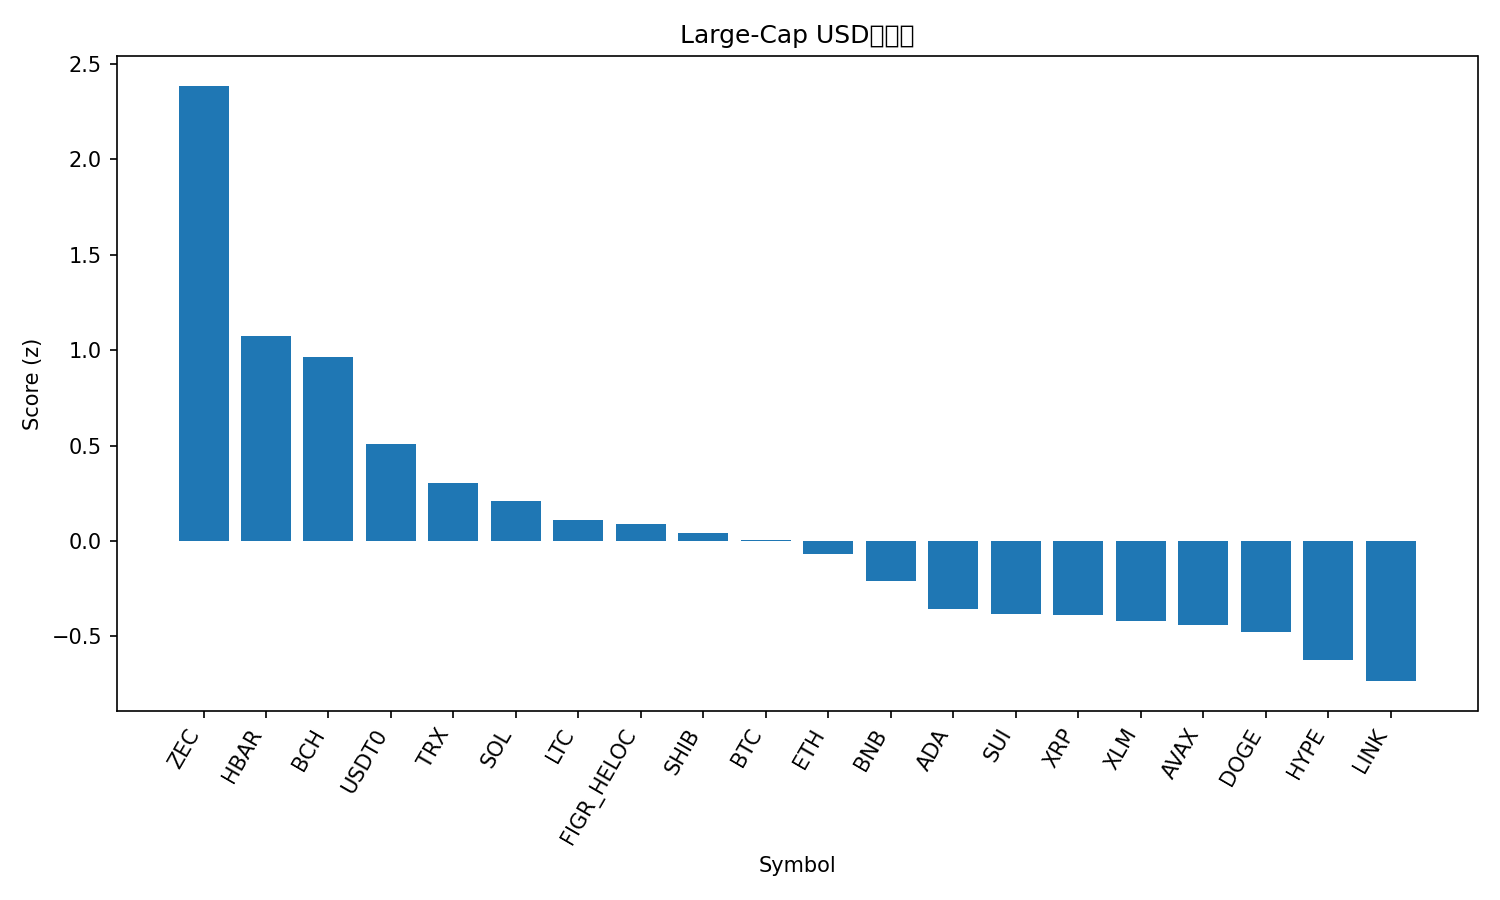 Large-Cap USD
Score (z)
2.5
2.0
1.5
1.0
0.5
0.0
−0.5
ZEC
HBAR
BCH
USDT0
TRX
SOL
LTC
FIGR_HELOC
SHIB
BTC
ETH
BNB
ADA
SUI
XRP
XLM
AVAX
DOGE
HYPE
LINK
Symbol